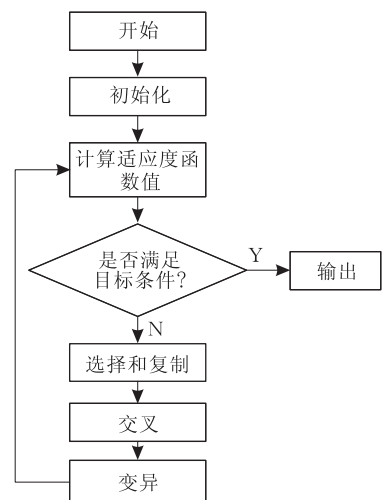 开始
初始化
计算适应度函
数值
是否满足
目标条件?
Y
输出
N
选择和复制
交叉
变异